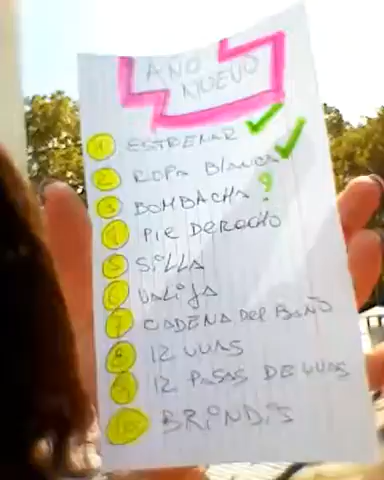 AÑO
NUEVO
1 ESTRENAR
2 ROPA BLANCA
3 BOMBACHA ?
4 PIE DERECHO
5 SILLA
6 VALIJA
7 CADENA DEL BAÑO
8 12 UVAS
9 12 PASAS DE UVAS
10 BRINDIS